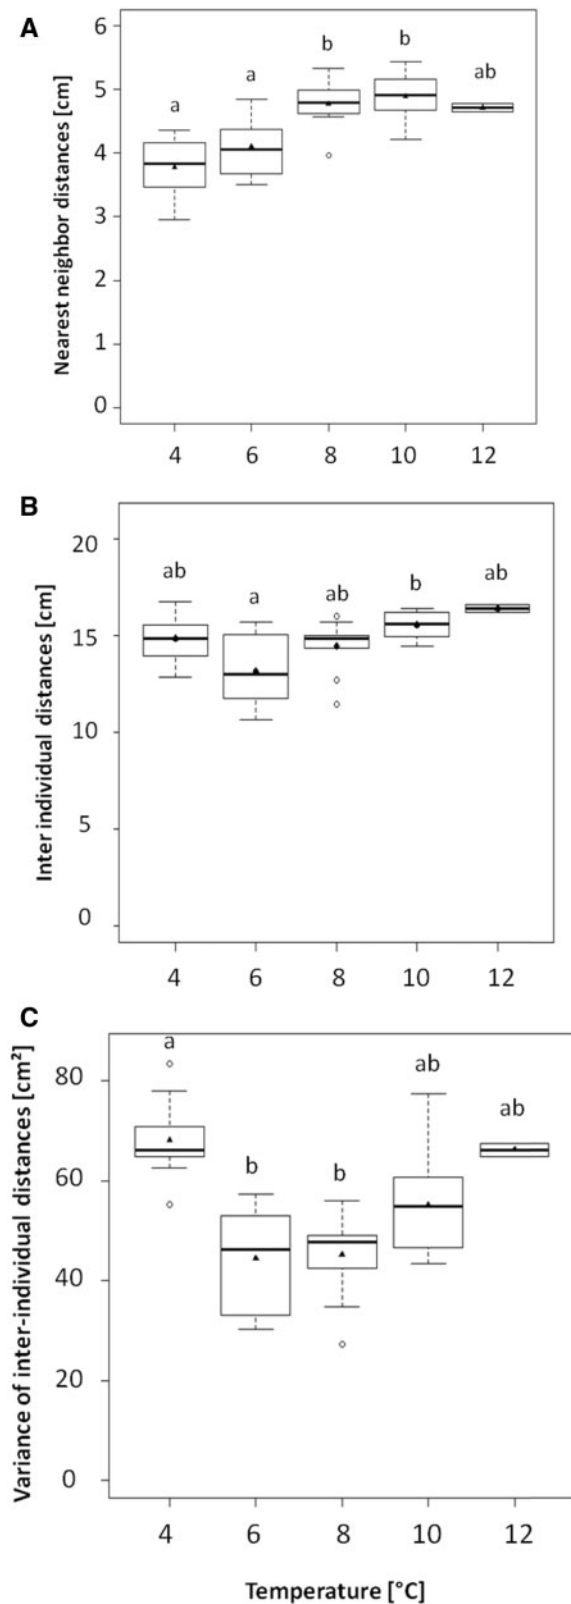 A
Nearest neighbor distances [cm]
6
5
4
3
2
1
0
a
a
b
b
ab
4 6 8 10 12
B
Inter individual distances [cm]
20
15
10
5
0
ab
a
ab
b
ab
4 6 8 10 12
C
Variance of inter-individual distances [cm²]
80
60
40
20
0
a
b
b
ab
ab
4 6 8 10 12
Temperature [°C]